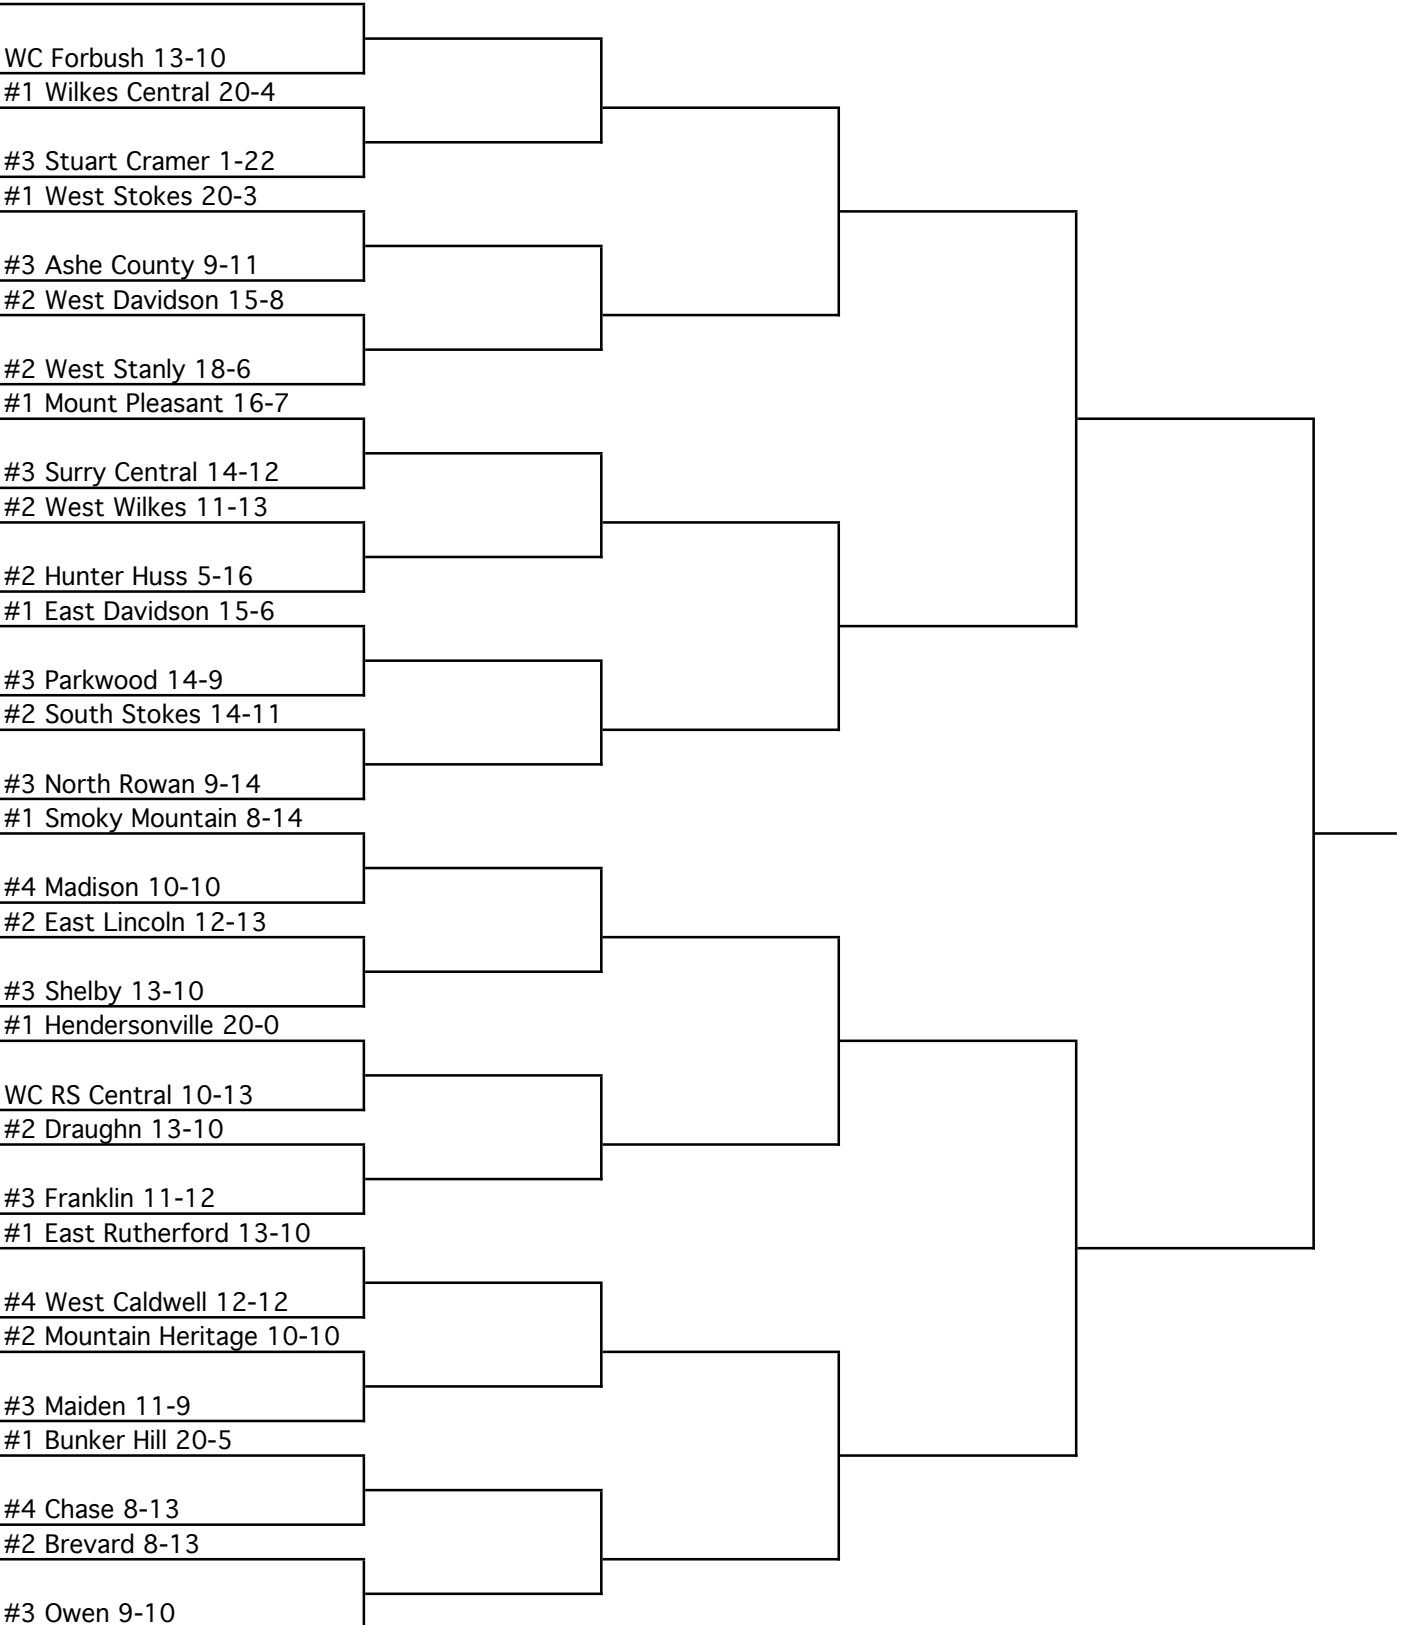 WC Forbush 13-10
#1 Wilkes Central 20-4
#3 Stuart Cramer 1-22
#1 West Stokes 20-3
#3 Ashe County 9-11
#2 West Davidson 15-8
#2 West Stanly 18-6
#1 Mount Pleasant 16-7
#3 Surry Central 14-12
#2 West Wilkes 11-13
#2 Hunter Huss 5-16
#1 East Davidson 15-6
#3 Parkwood 14-9
#2 South Stokes 14-11
#3 North Rowan 9-14
#1 Smoky Mountain 8-14
#4 Madison 10-10
#2 East Lincoln 12-13
#3 Shelby 13-10
#1 Hendersonville 20-0
WC RS Central 10-13
#2 Draughn 13-10
#3 Franklin 11-12
#1 East Rutherford 13-10
#4 West Caldwell 12-12
#2 Mountain Heritage 10-10
#3 Maiden 11-9
#1 Bunker Hill 20-5
#4 Chase 8-13
#2 Brevard 8-13
#3 Owen 9-10